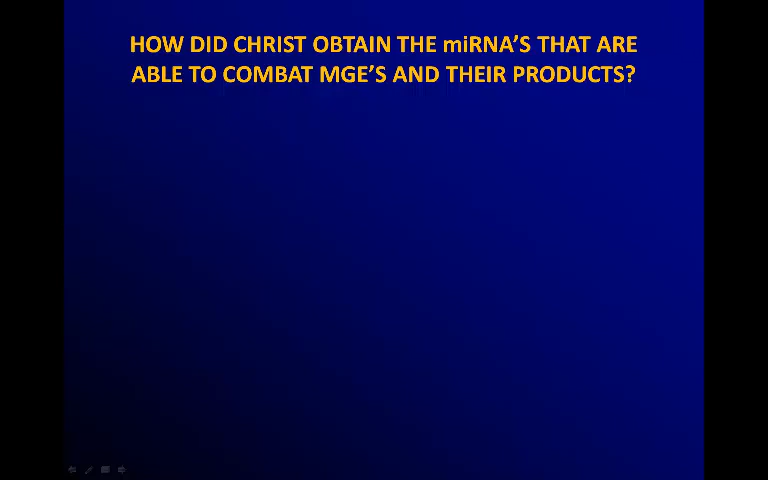 HOW DID CHRIST OBTAIN THE miRNA’S THAT ARE
ABLE TO COMBAT MGE’S AND THEIR PRODUCTS?